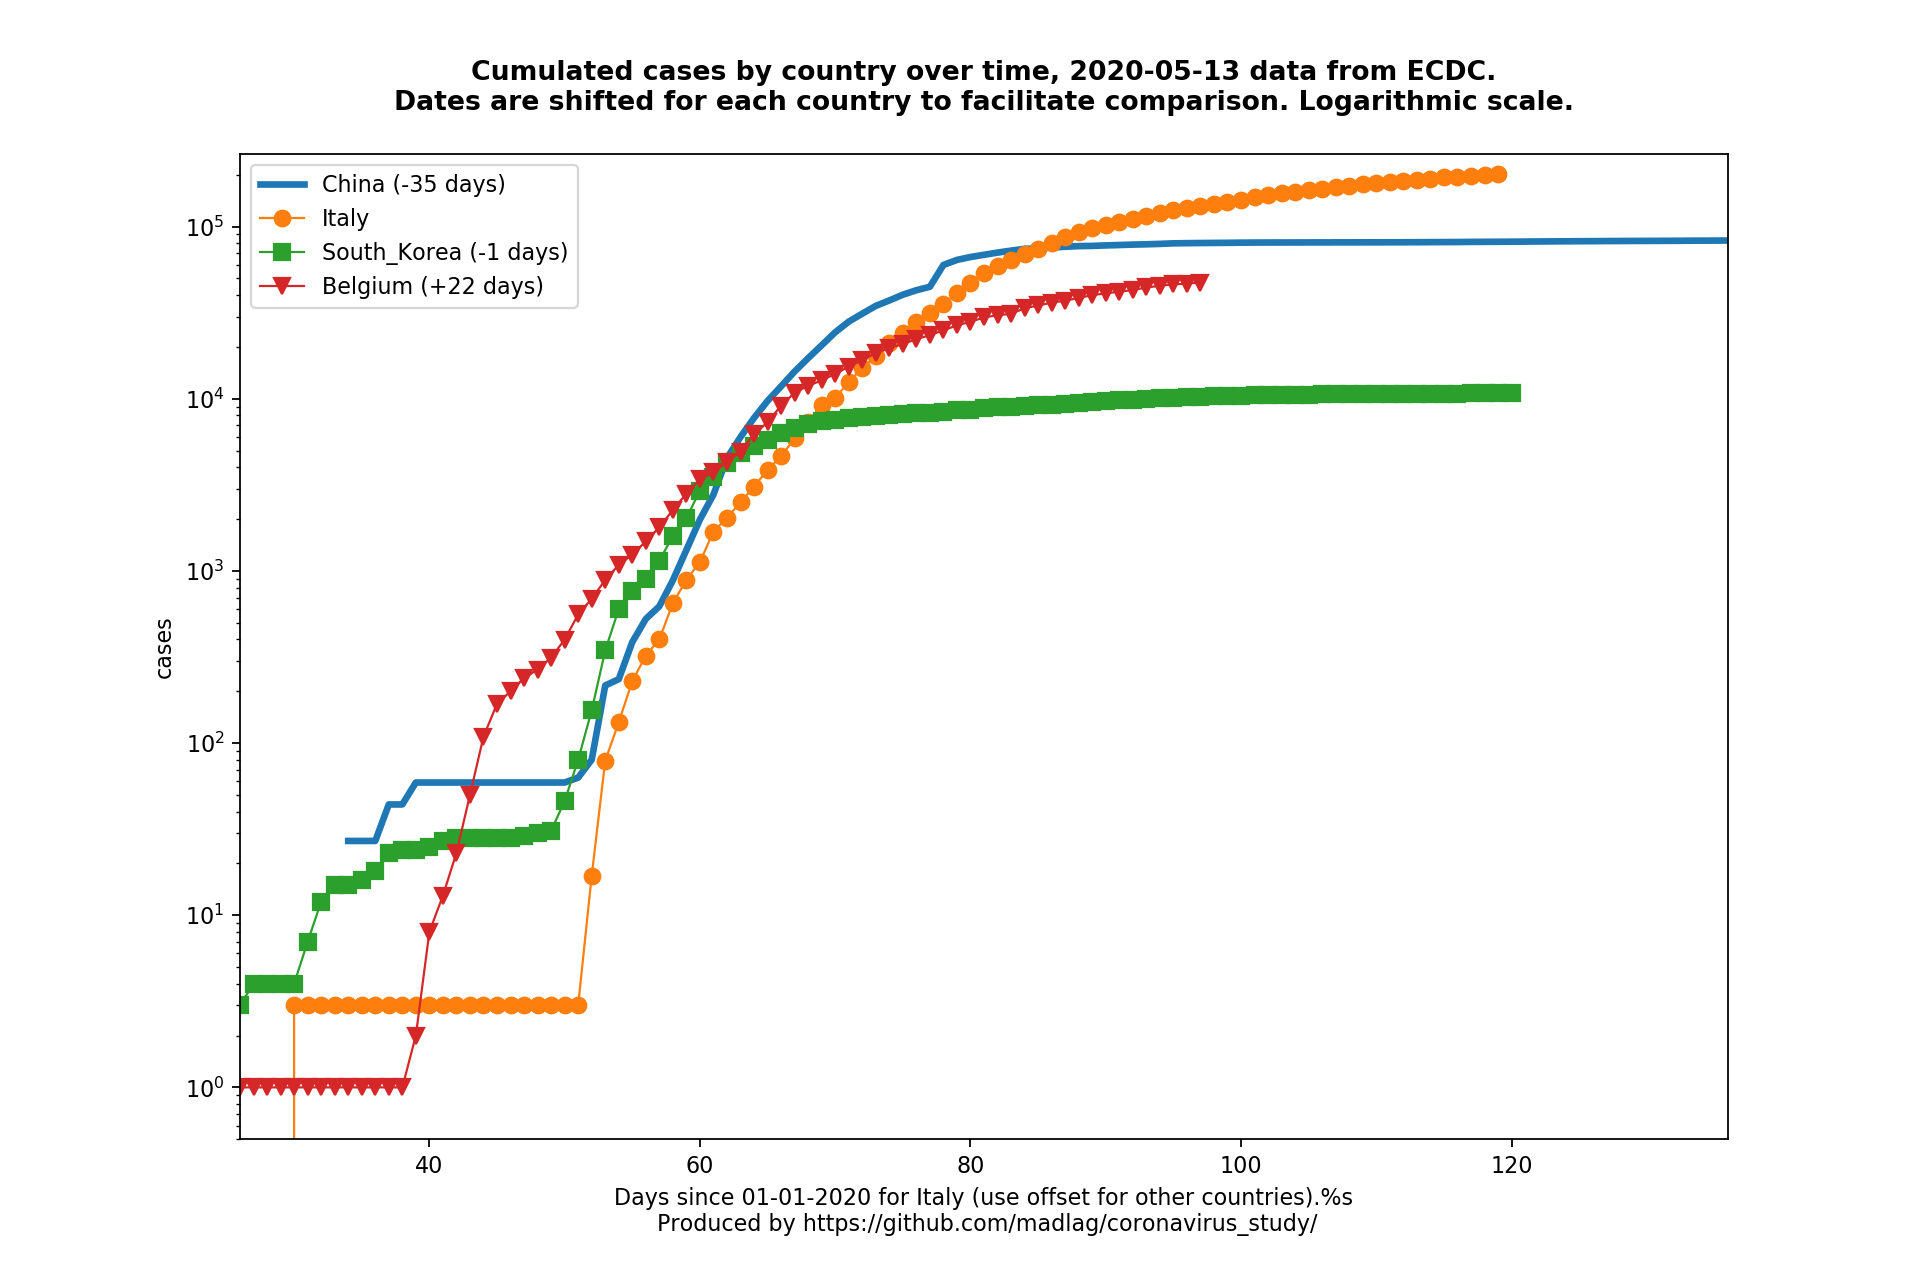 Cumulated cases by country over time, 2020-05-13 data from ECDC.
Dates are shifted for each country to facilitate comparison. Logarithmic scale.
China (-35 days)
Italy
South_Korea (-1 days)
Belgium (+22 days)
10^5
10^4
10^3
10^2
10^1
10^0
cases
40 60 80 100 120
Days since 01-01-2020 for Italy (use offset for other countries).%s
Produced by https://github.com/madlag/coronavirus_study/